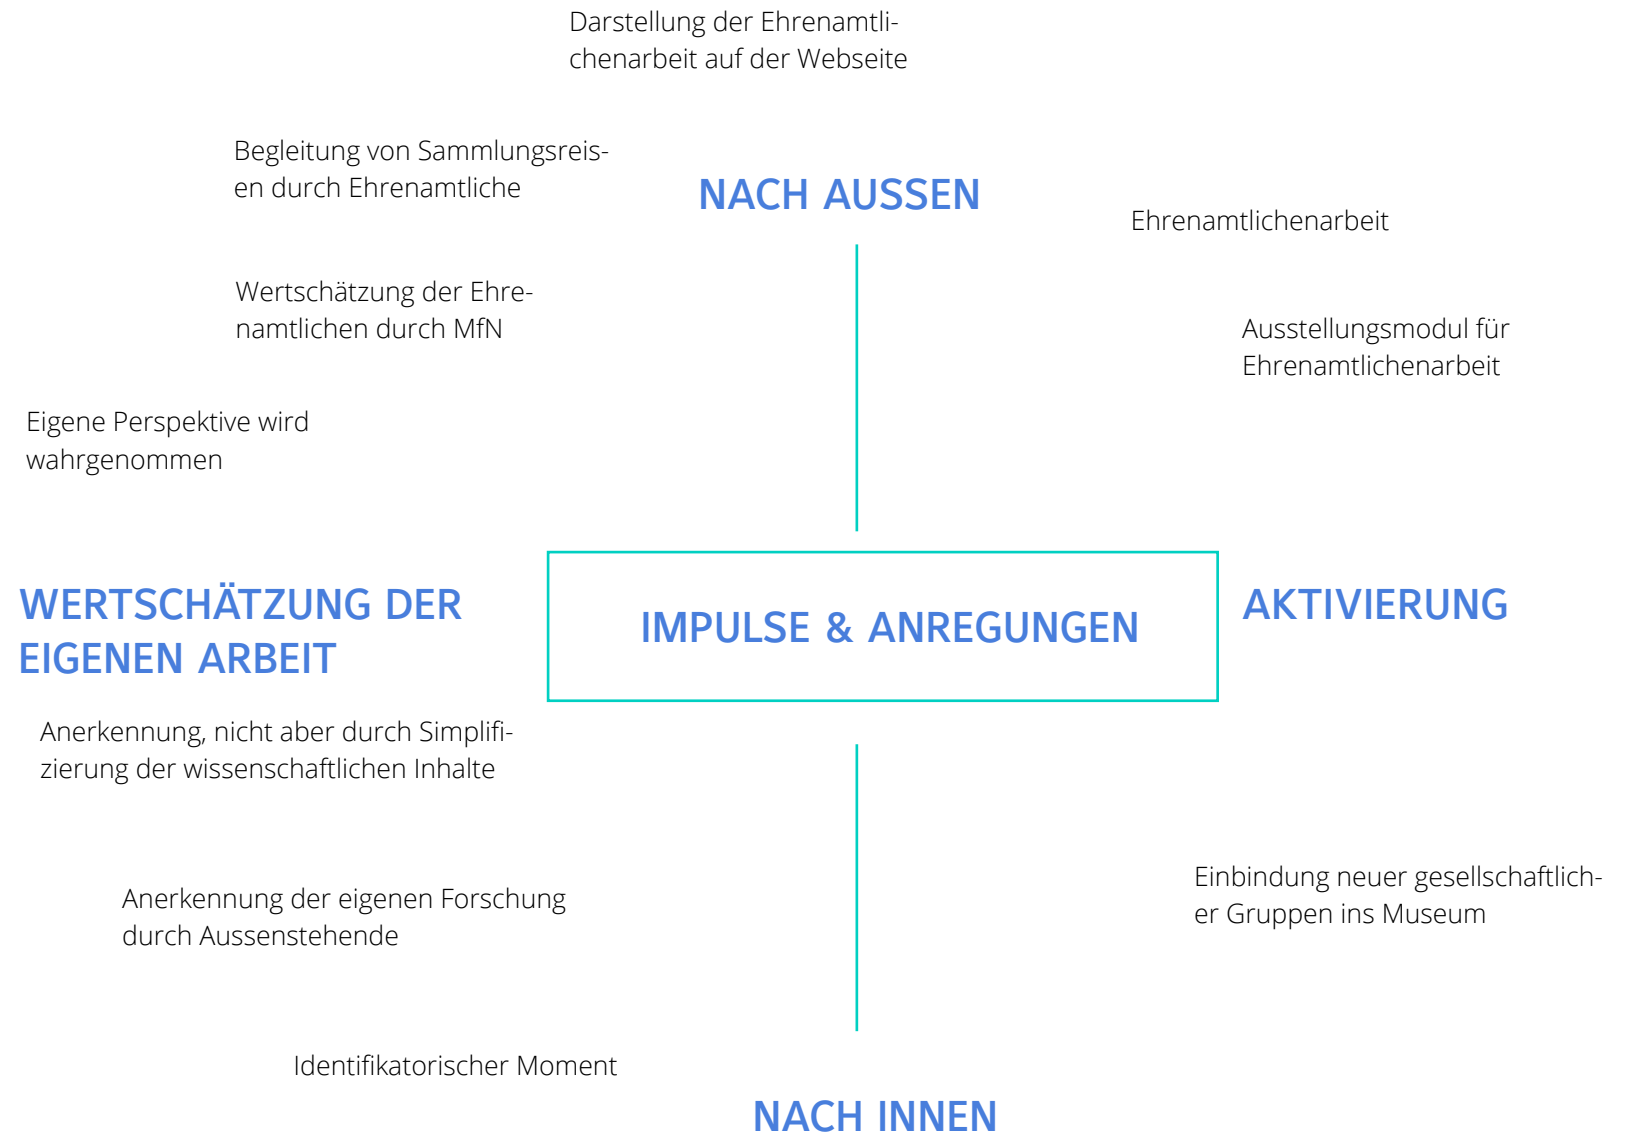 Darstellung der Ehrenamtli-
chenarbeit auf der Webseite
Begleitung von Sammlungsreis-
en durch Ehrenamtliche
NACH AUSSEN
Ehrenamtlichenarbeit
Wertschätzung der Ehre-
namtlichen durch MfN
Ausstellungsmodul für
Ehrenamtlichenarbeit
Eigene Perspektive wird
wahrgenommen
WERTSCHÄTZUNG DER
EIGENEN ARBEIT
IMPULSE & ANREGUNGEN
AKTIVIERUNG
Anerkennung, nicht aber durch Simplifi-
zierung der wissenschaftlichen Inhalte
Anerkennung der eigenen Forschung
durch Aussenstehende
Einbindung neuer gesellschaftlich-
er Gruppen ins Museum
Identifikatorischer Moment
NACH INNEN